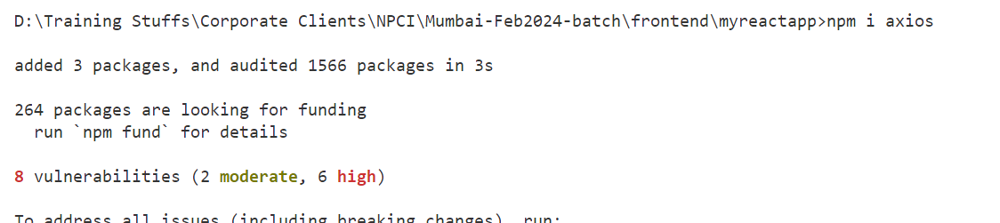 D:\Training Stuffs\Corporate Clients\NPCI\Mumbai-Feb2024-batch\frontend\myreactapp>npm i axios
added 3 packages, and audited 1566 packages in 3s
264 packages are looking for funding
  run `npm fund` for details
8 vulnerabilities (2 moderate, 6 high)
To address all issues (including breaking changes), run: